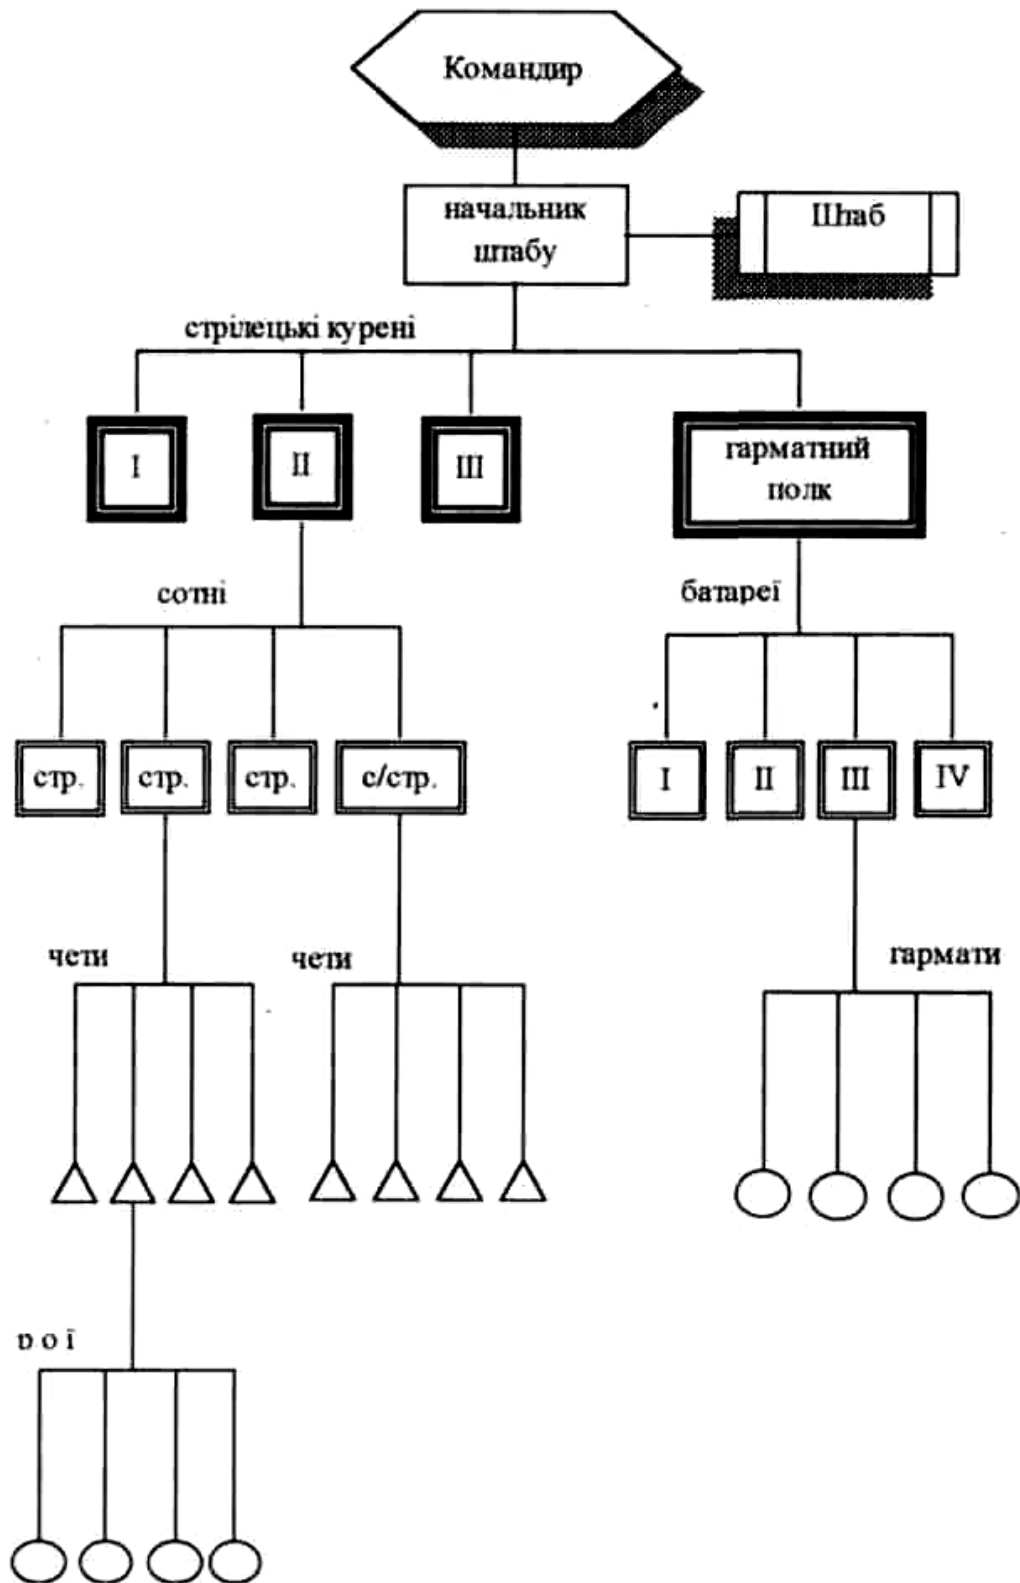 Командир
начальник
штабу
Штаб
стрілецькі курені
I
II
III
гарматний
полк
сотні
батареї
стр.
стр.
стр.
с/стр.
I
II
III
IV
чети
чети
гармати
р о ї